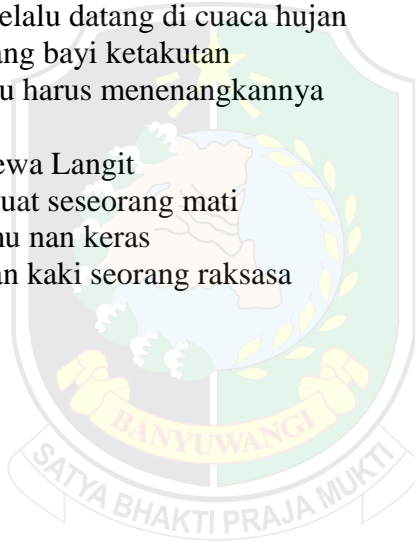 elalu datang di cuaca hujan
ang bayi ketakutan
u harus menenangkannya
ewa Langit
uat seseorang mati
nu nan keras
an kaki seorang raksasa
BANYUWANGI
SATYA BHAKTI PRAJA MUKTI